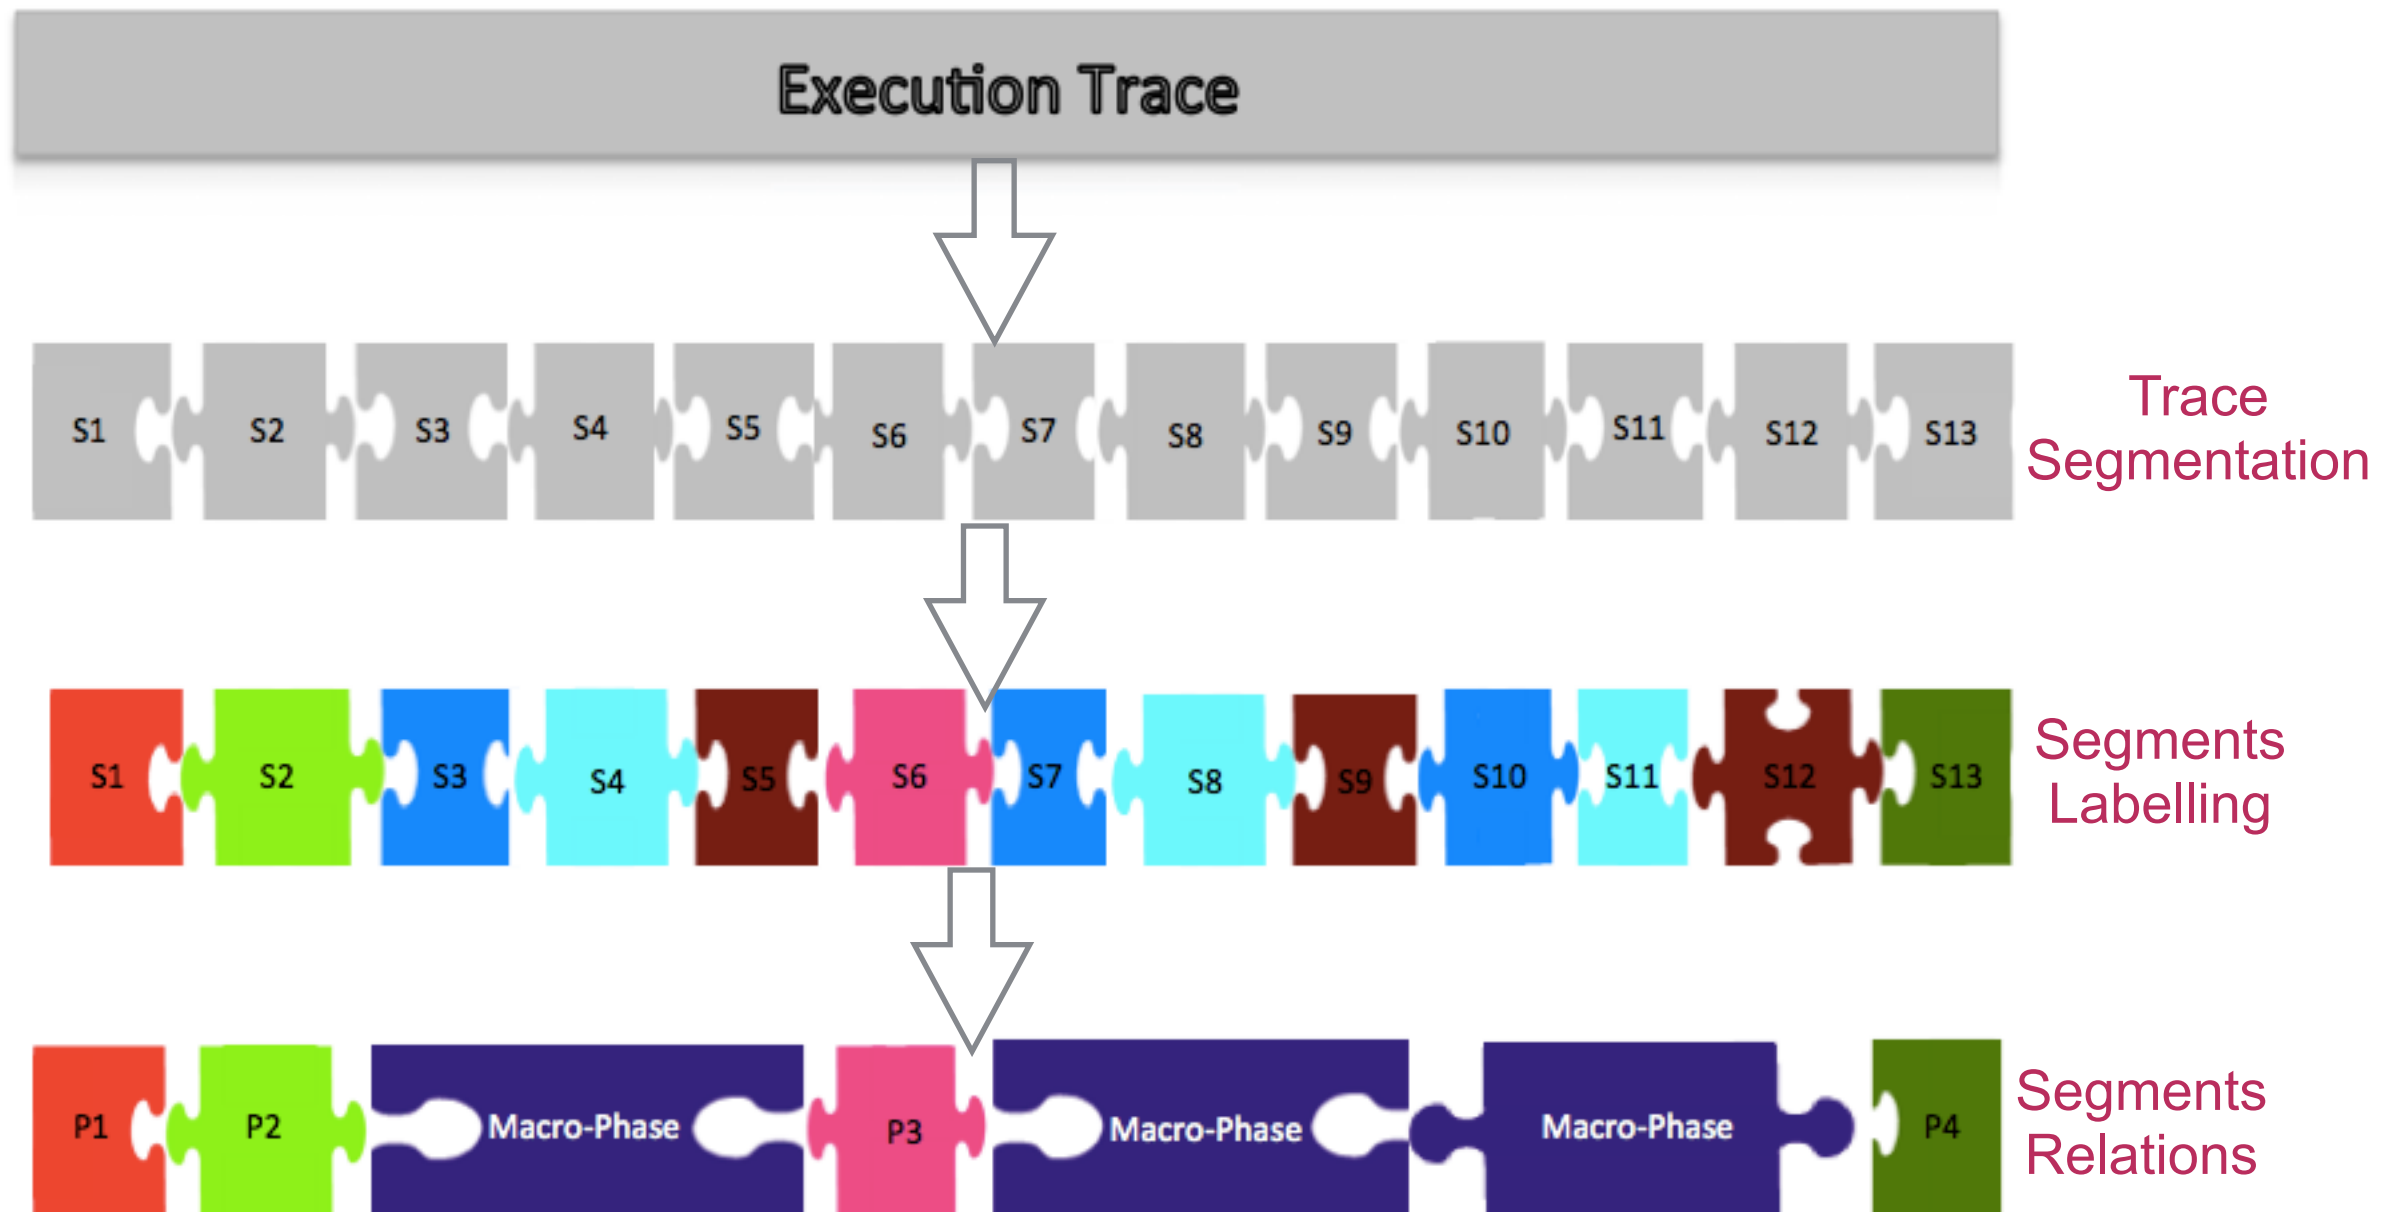 Execution Trace
S1 S2 S3 S4 S5 S6 S7 S8 S9 S10 S11 S12 S13
Trace
Segmentation
S1 S2 S3 S4 S5 S6 S7 S8 S9 S10 S11 S12 S13
Segments
Labelling
P1 P2 Macro-Phase P3 Macro-Phase Macro-Phase P4
Segments
Relations